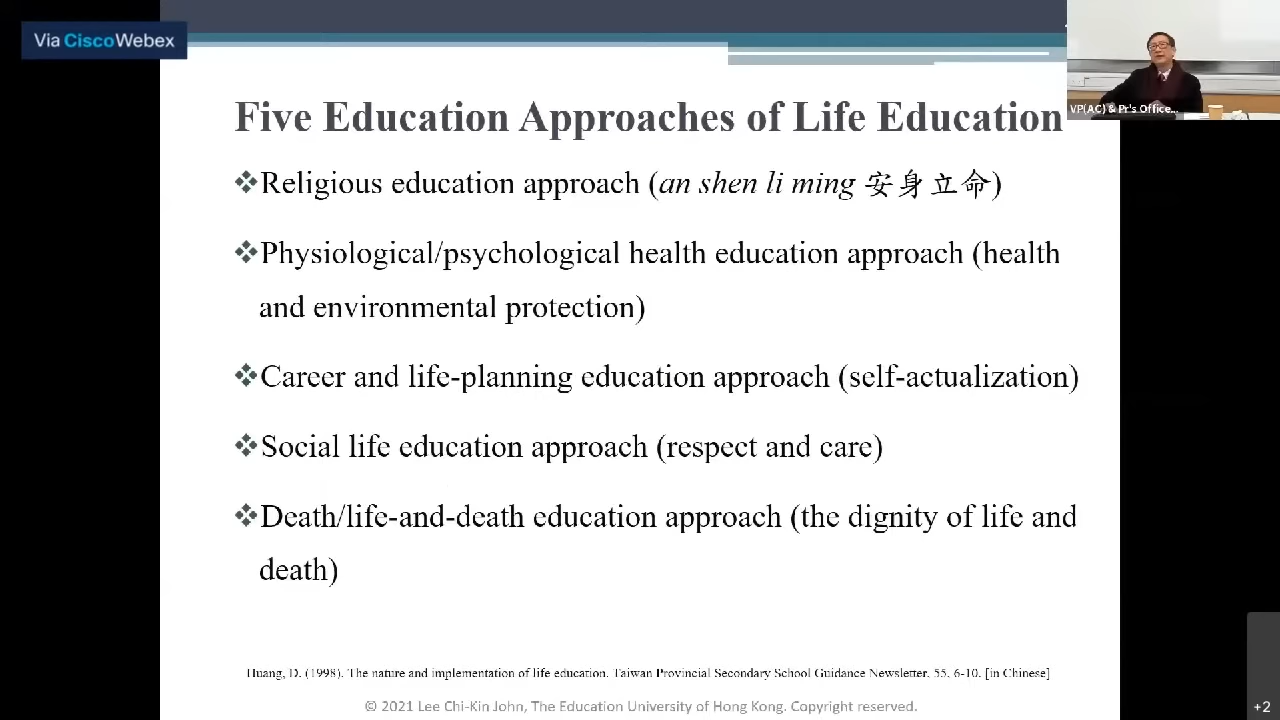 Via CiscoWebex
VP(AC) & Pr's Office...
Five Education Approaches of Life Education
❖Religious education approach (an shen li ming 安身立命)
❖Physiological/psychological health education approach (health
and environmental protection)
❖Career and life-planning education approach (self-actualization)
❖Social life education approach (respect and care)
❖Death/life-and-death education approach (the dignity of life and
death)
Huang, D. (1998). The nature and implementation of life education. Taiwan Provincial Secondary School Guidance Newsletter, 55, 6-10. [in Chinese]
© 2021 Lee Chi-Kin John, The Education University of Hong Kong. Copyright reserved.
+2